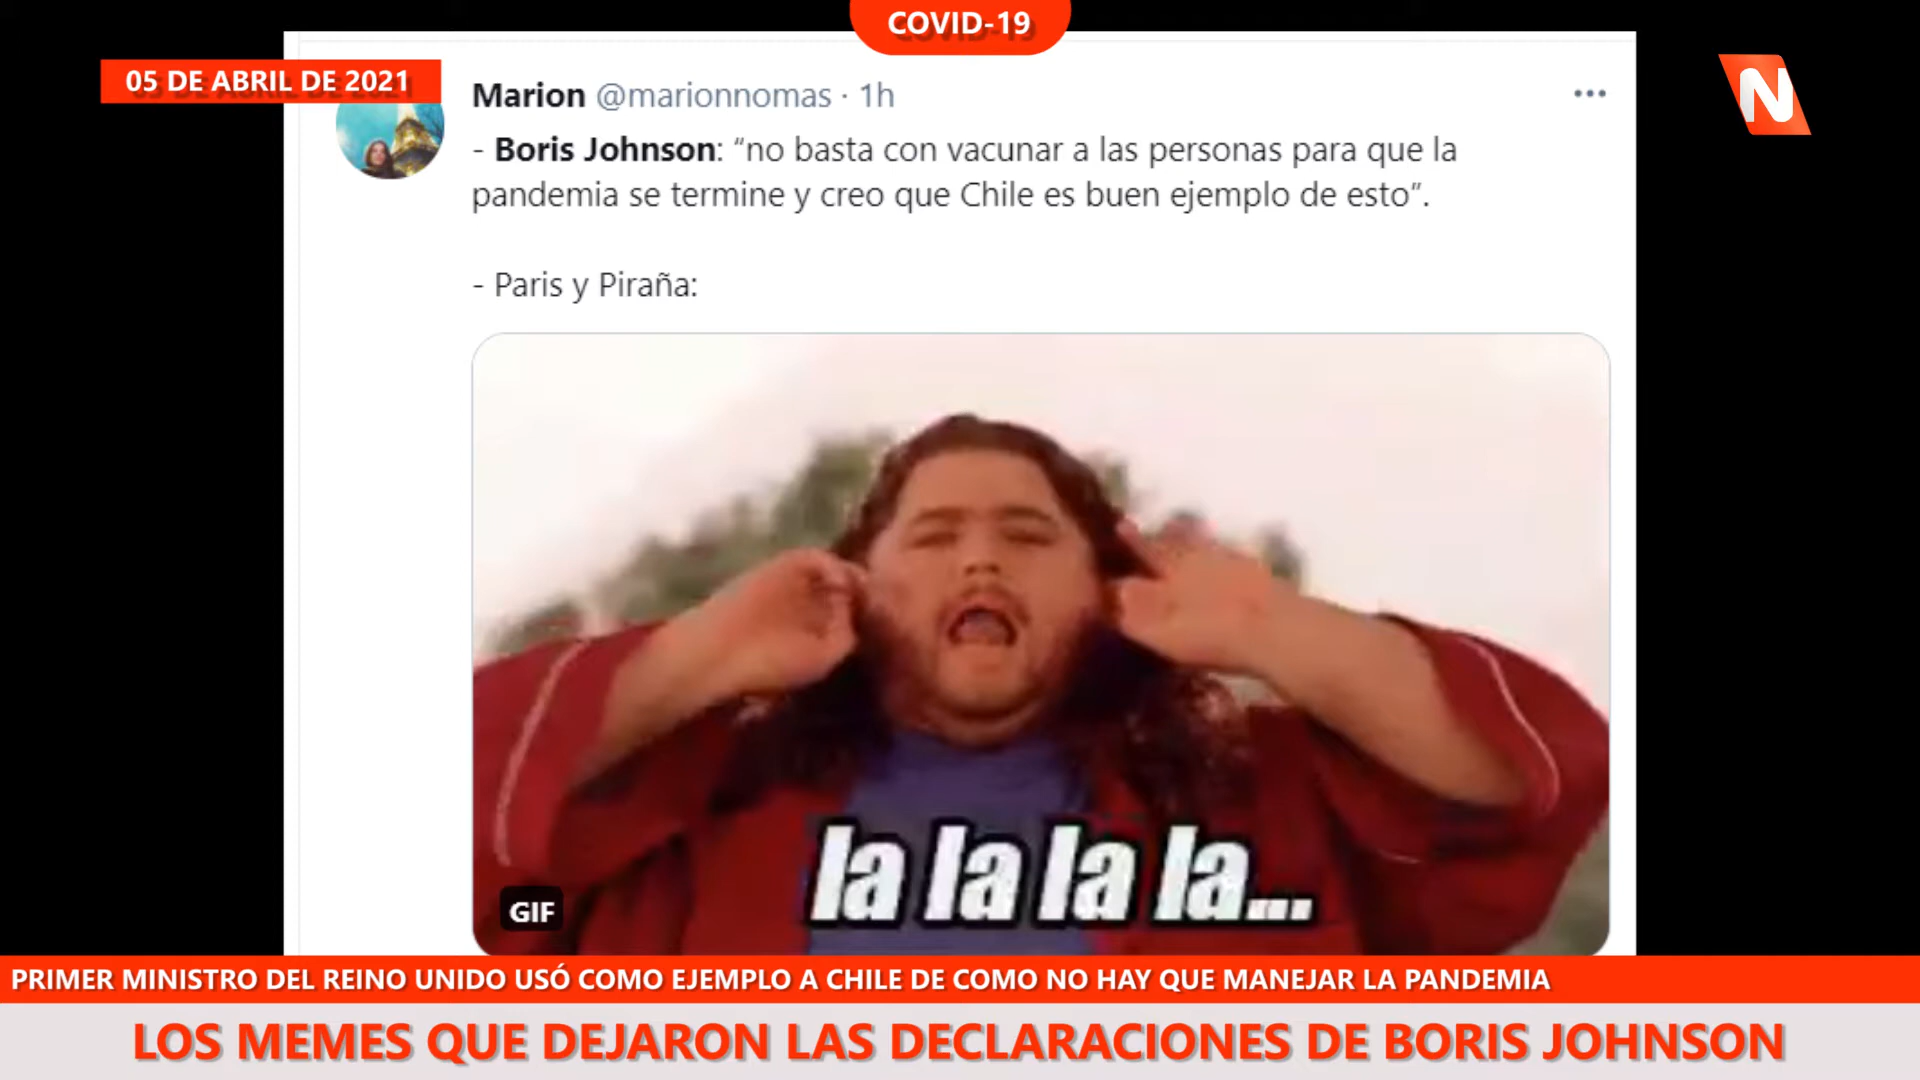 COVID-19
05 DE ABRIL DE 2021
N
Marion @marionnomas · 1h
- Boris Johnson: “no basta con vacunar a las personas para que la
pandemia se termine y creo que Chile es buen ejemplo de esto”.
- Paris y Piraña:
la la la la...
GIF
PRIMER MINISTRO DEL REINO UNIDO USÓ COMO EJEMPLO A CHILE DE COMO NO HAY QUE MANEJAR LA PANDEMIA
LOS MEMES QUE DEJARON LAS DECLARACIONES DE BORIS JOHNSON